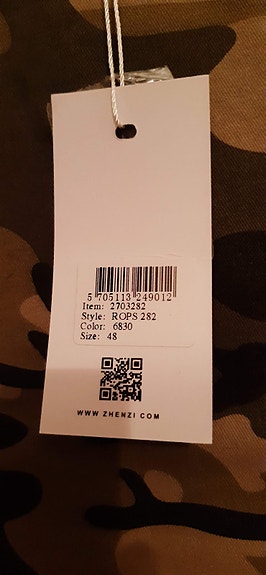 5 705113 249012
Item: 2703282
Style: ROPS 282
Color: 6830
Size: 48
WWW ZHENZI COM